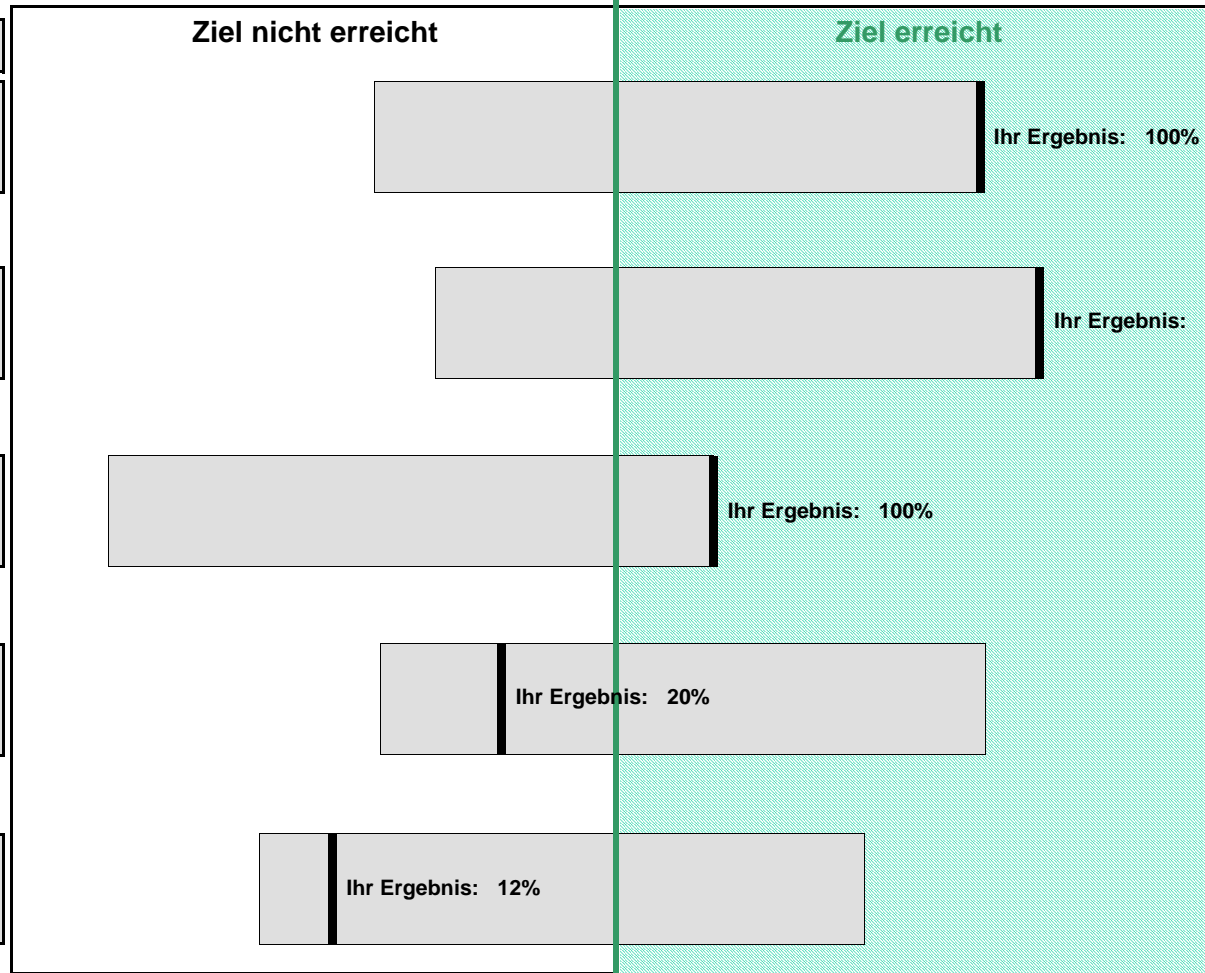 Ziel nicht erreicht
Ziel erreicht
Ihr Ergebnis: 100%
Ihr Ergebnis:
Ihr Ergebnis: 100%
Ihr Ergebnis: 20%
Ihr Ergebnis: 12%